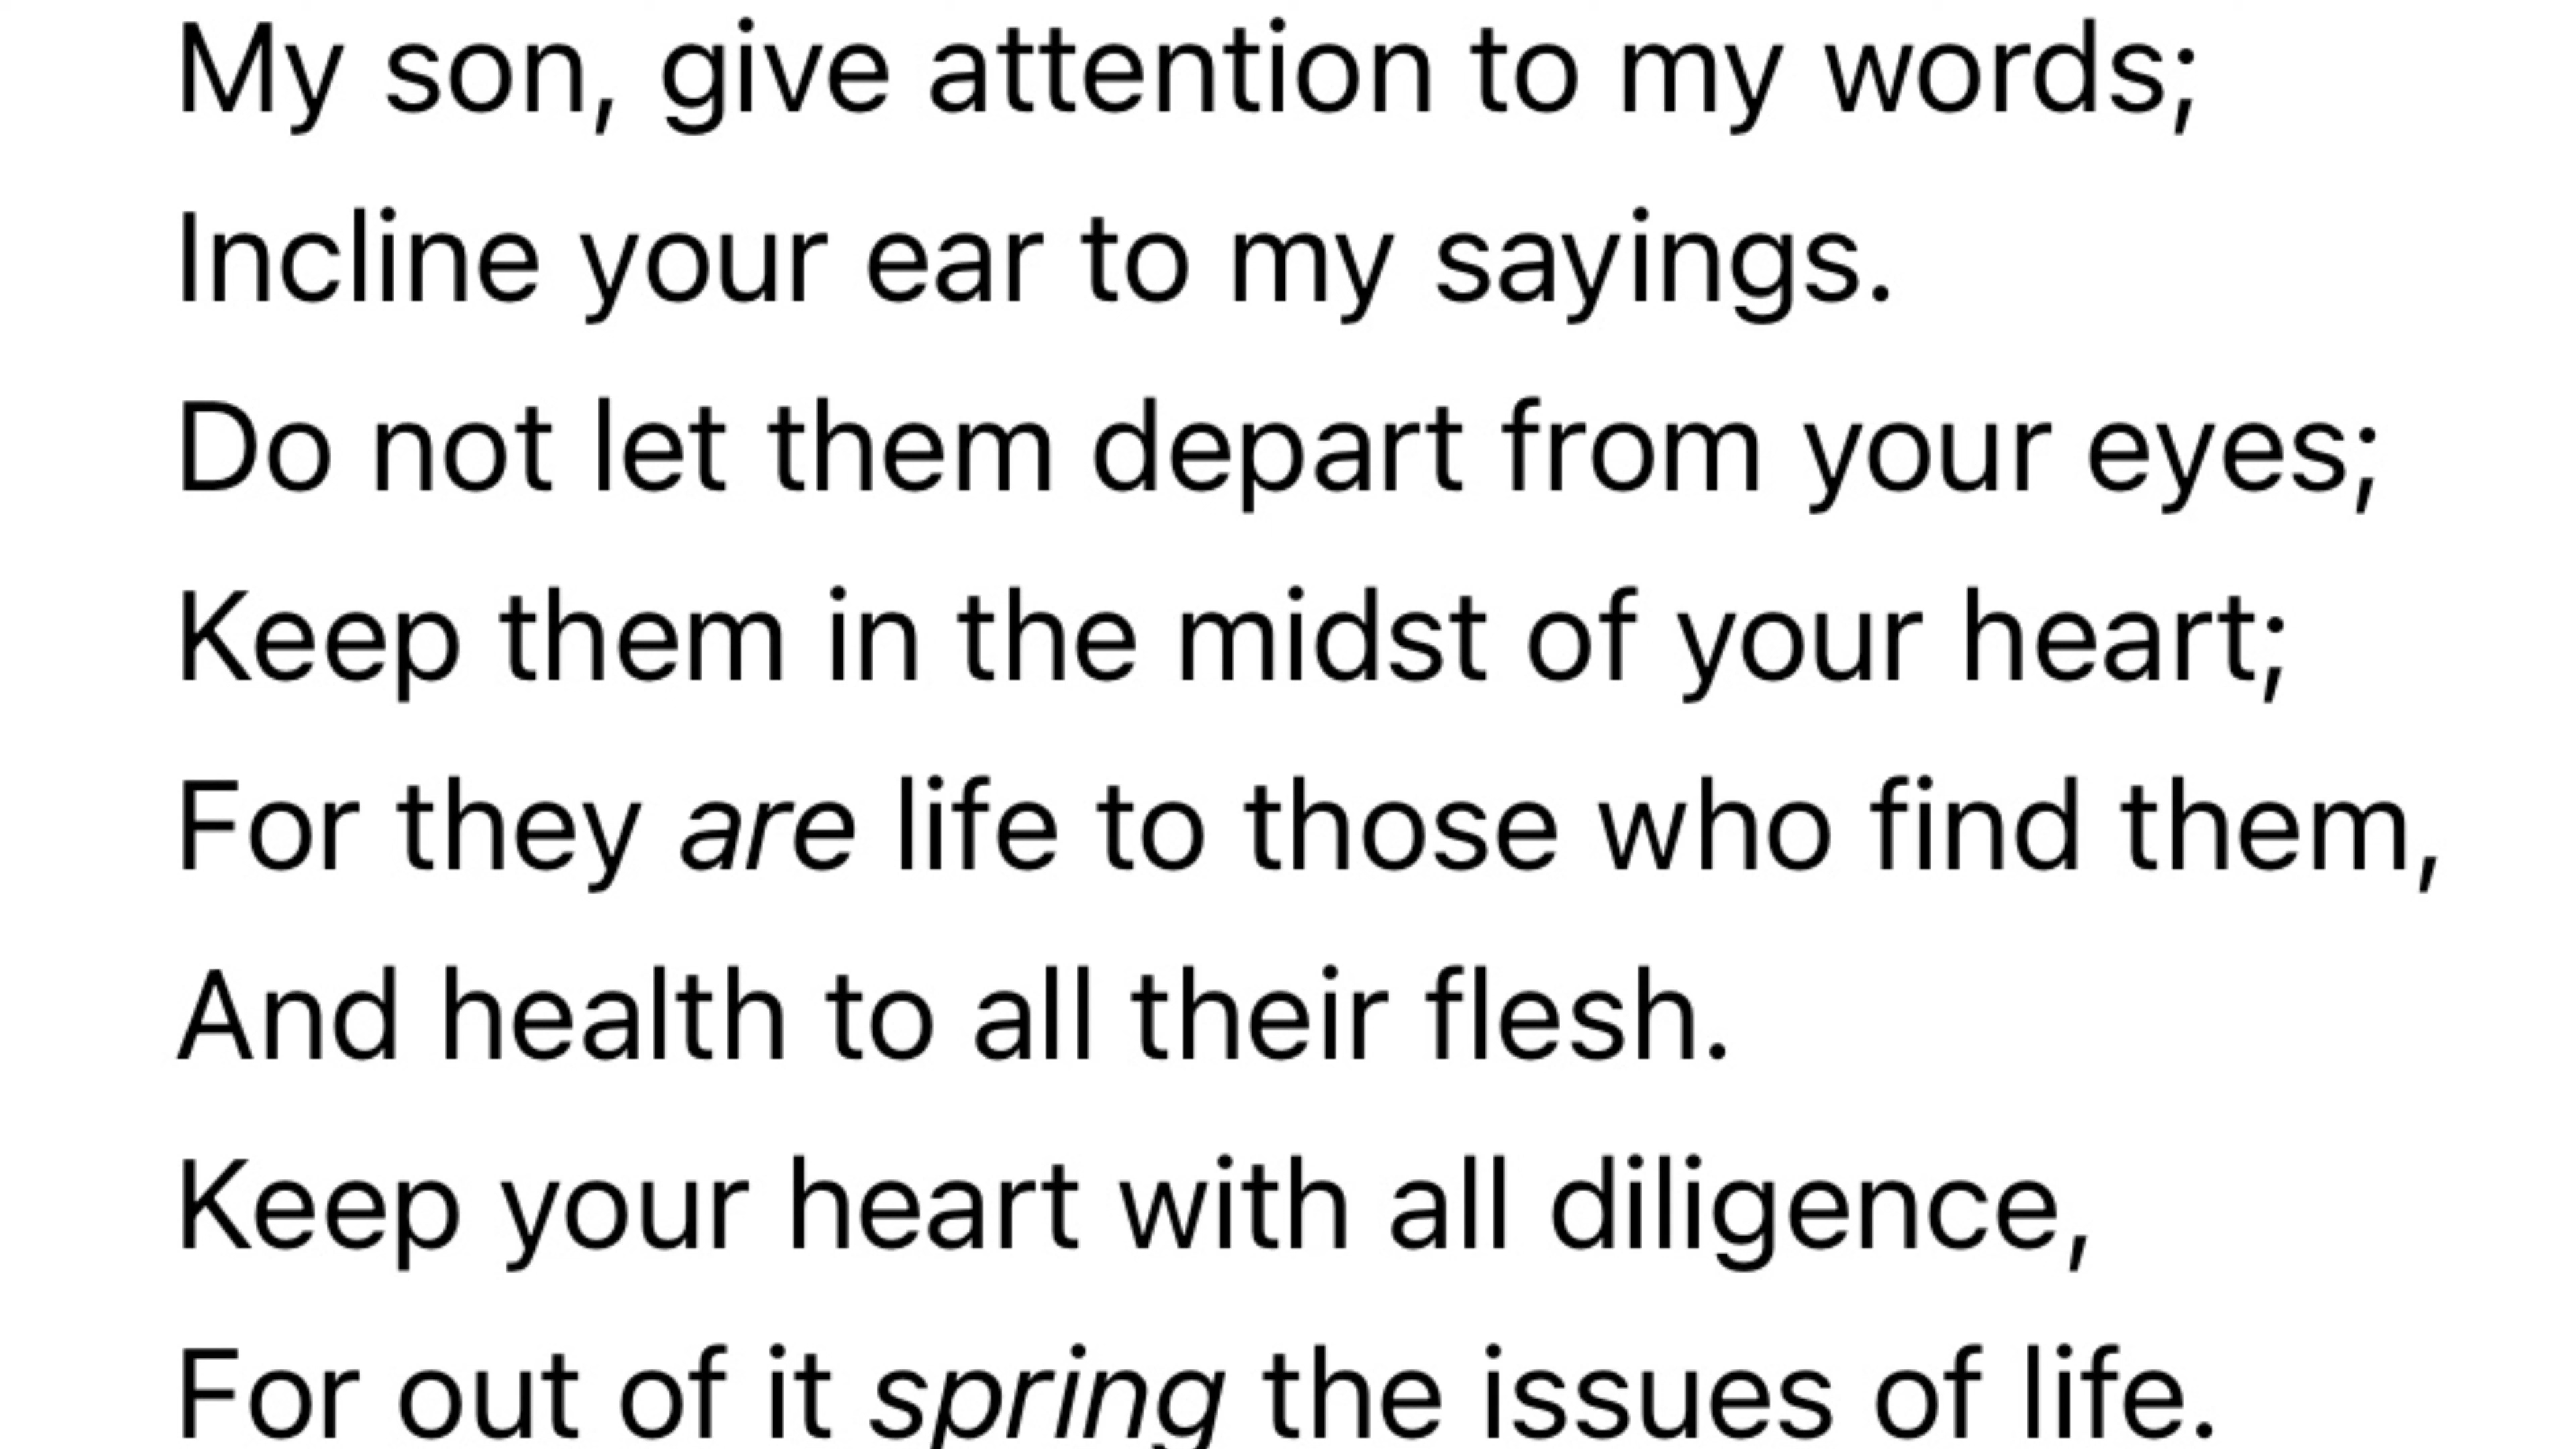 My son, give attention to my words;
Incline your ear to my sayings.
Do not let them depart from your eyes;
Keep them in the midst of your heart;
For they are life to those who find them,
And health to all their flesh.
Keep your heart with all diligence,
For out of it spring the issues of life.